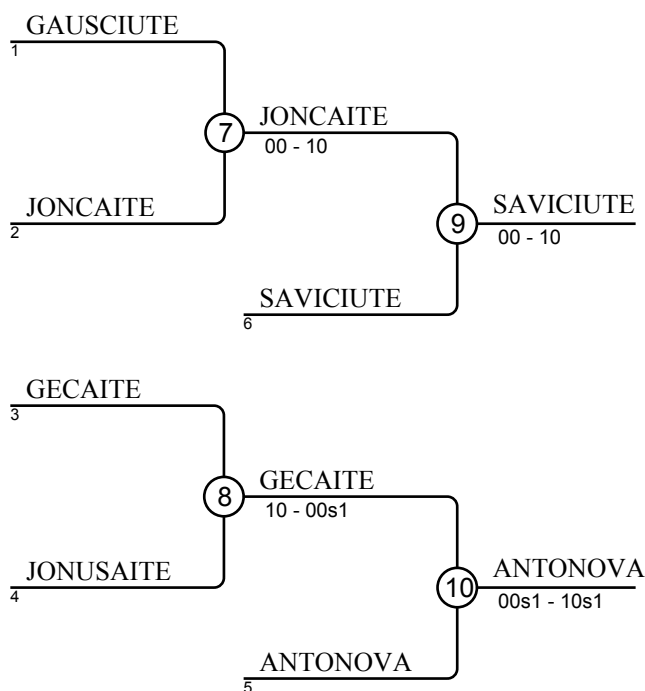 GAUSCIUTE
1
7
JONCAITE
00 - 10
JONCAITE
2
9
SAVICIUTE
00 - 10
SAVICIUTE
6
GECAITE
3
8
GECAITE
10 - 00s1
JONUSAITE
4
10
ANTONOVA
00s1 - 10s1
ANTONOVA
5